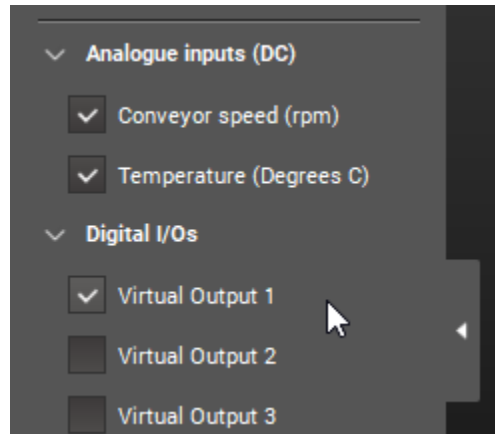 Analogue inputs (DC)
Conveyor speed (rpm)
Temperature (Degrees C)
Digital I/Os
Virtual Output 1
Virtual Output 2
Virtual Output 3